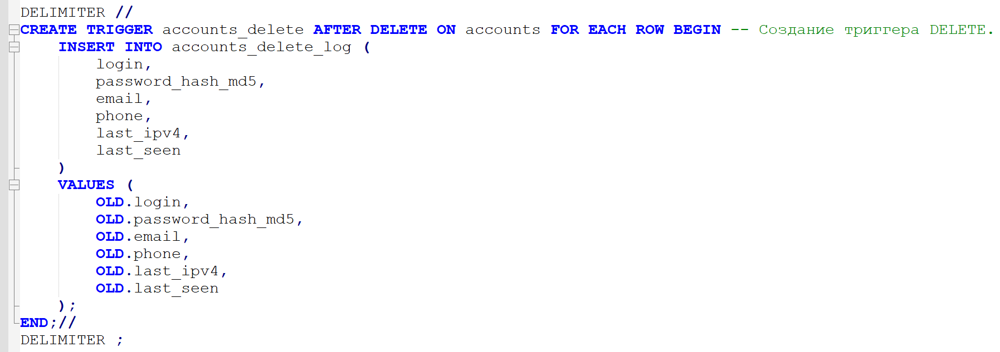 DELIMITER //
CREATE TRIGGER accounts_delete AFTER DELETE ON accounts FOR EACH ROW BEGIN -- Создание триггера DELETE.
    INSERT INTO accounts_delete_log (
        login,
        password_hash_md5,
        email,
        phone,
        last_ipv4,
        last_seen
    )
    VALUES (
        OLD.login,
        OLD.password_hash_md5,
        OLD.email,
        OLD.phone,
        OLD.last_ipv4,
        OLD.last_seen
    );
END;//
DELIMITER ;